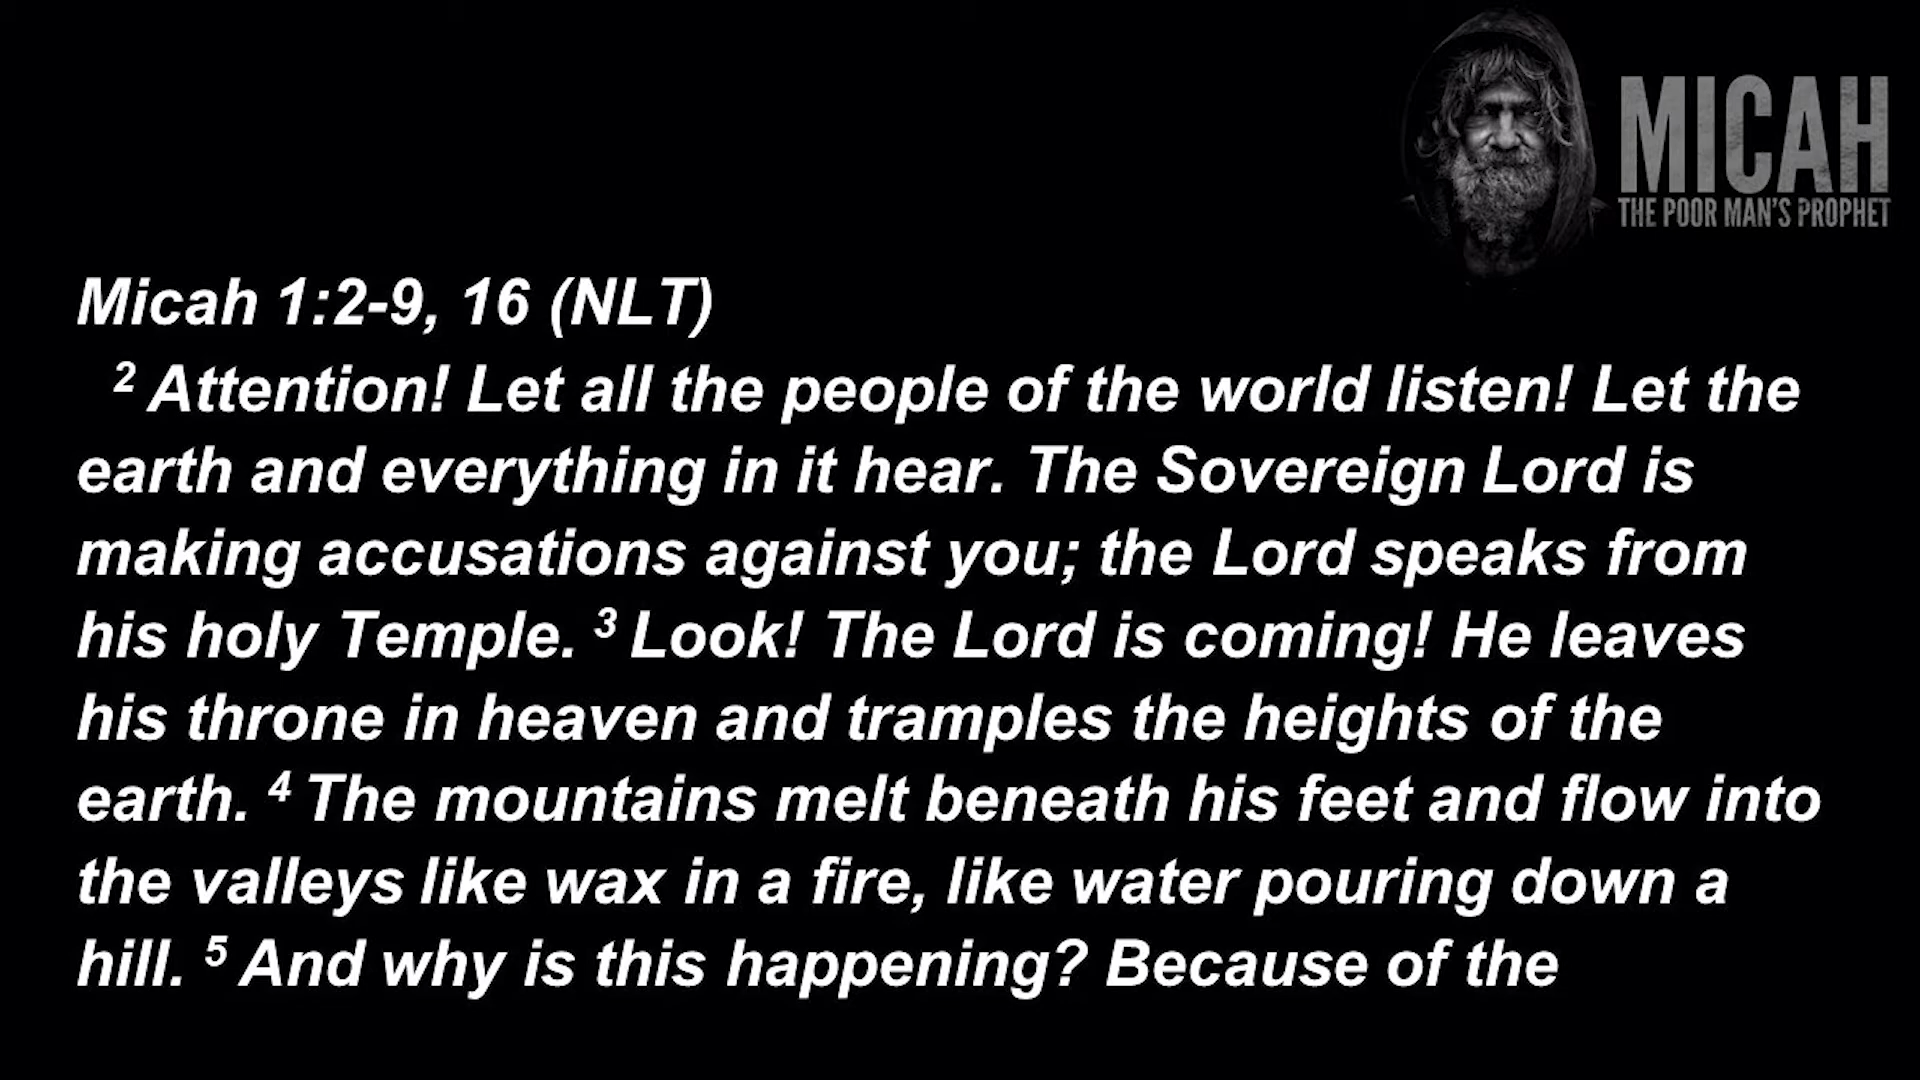 MICAH
THE POOR MAN'S PROPHET
Micah 1:2-9, 16 (NLT)
2 Attention! Let all the people of the world listen! Let the
earth and everything in it hear. The Sovereign Lord is
making accusations against you; the Lord speaks from
his holy Temple. 3 Look! The Lord is coming! He leaves
his throne in heaven and tramples the heights of the
earth. 4 The mountains melt beneath his feet and flow into
the valleys like wax in a fire, like water pouring down a
hill. 5 And why is this happening? Because of the